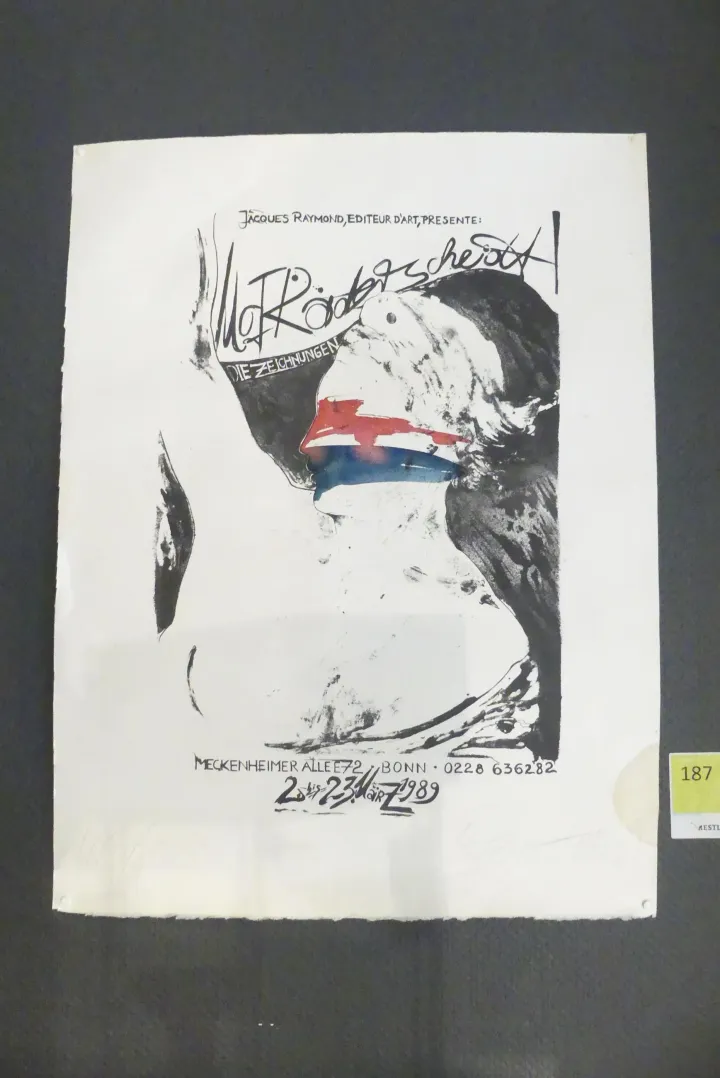 JACQUES RAYMOND, EDITEUR D'ART, PRESENTE:
DIE ZEICHNUNGEN
MECKENHEIMER ALLEE 72 · BONN · 0228 636282
2. bis 23. März 1989
187